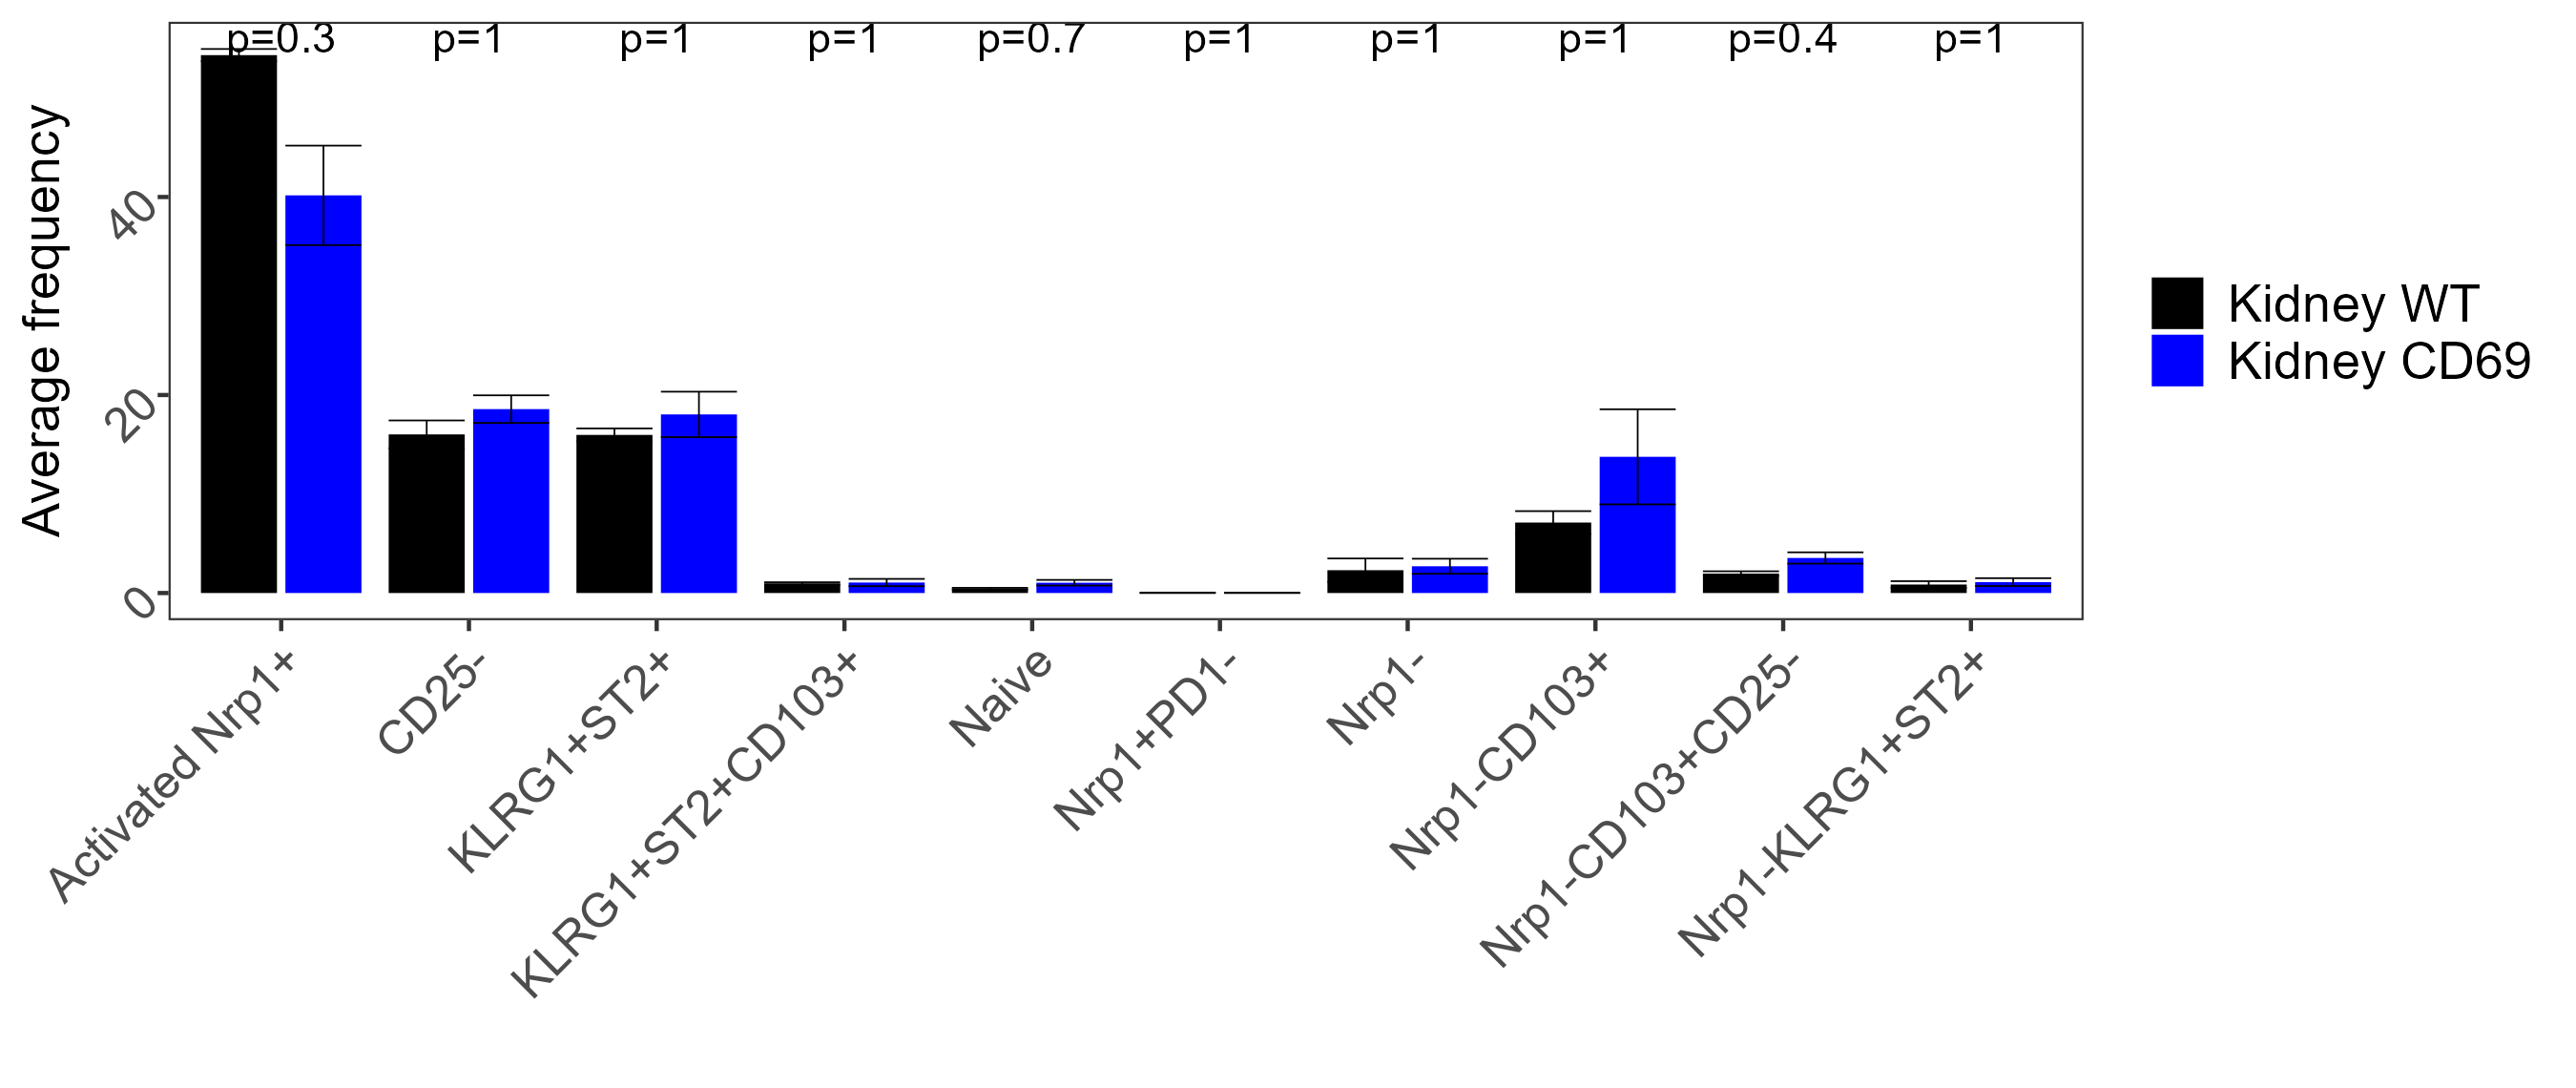 p=0.3 p=1 p=1 p=1 p=0.7 p=1 p=1 p=1 p=0.4 p=1
Average frequency
40
20
0
Activated Nrp1+
CD25-
KLRG1+ST2+
KLRG1+ST2+CD103+
Naive
Nrp1+PD1-
Nrp1-
Nrp1-CD103+
Nrp1-CD103+CD25-
Nrp1-KLRG1+ST2+
Kidney WT
Kidney CD69